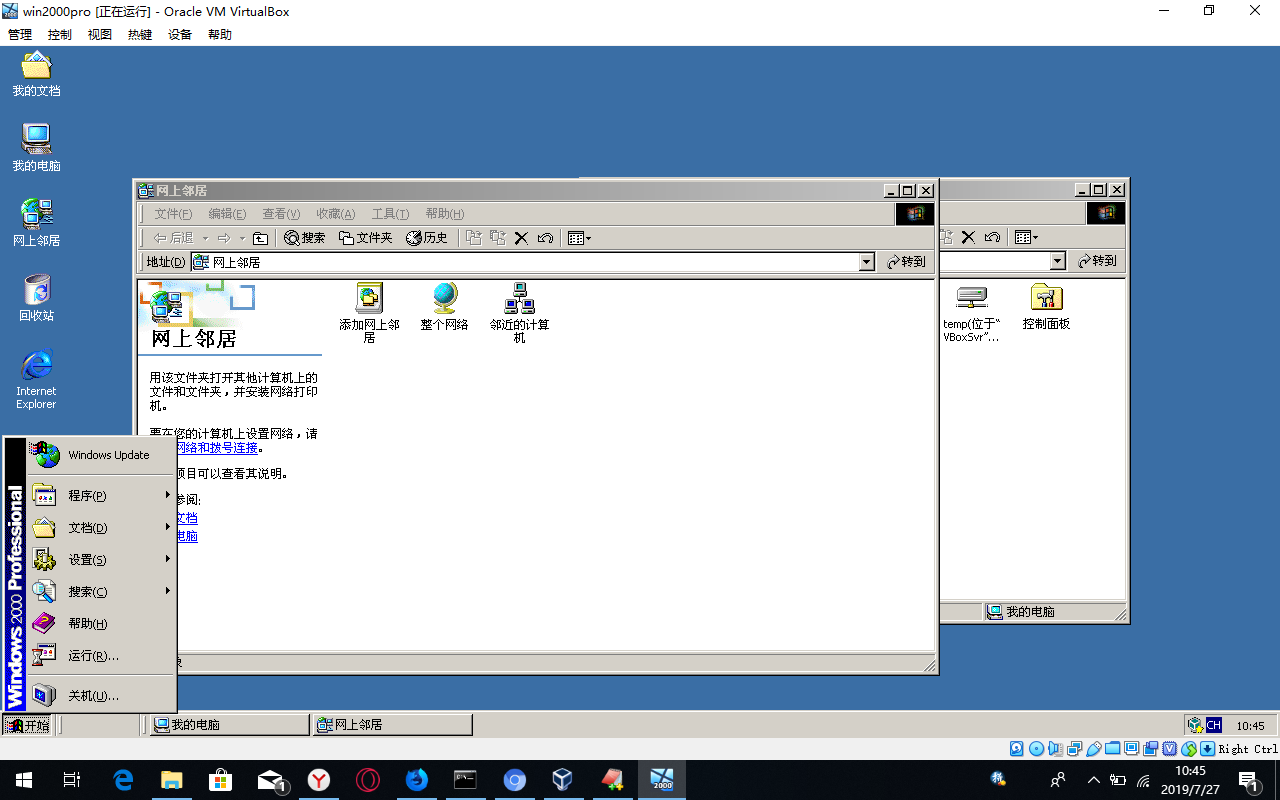 win2000pro [正在运行] - Oracle VM VirtualBox
管理 控制 视图 热键 设备 帮助
我的文档
我的电脑
网上邻居
回收站
Internet
Explorer
网上邻居
文件(F) 编辑(E) 查看(V) 收藏(A) 工具(T) 帮助(H)
后退 搜索 文件夹 历史
地址(D) 网上邻居 转到
转到
网上邻居
添加网上邻
居
整个网络
邻近的计算
机
temp(位于“
VBoxSvr”...
控制面板
用该文件夹打开其他计算机上的
文件和文件夹，并安装网络打印
机。
要在您的计算机上设置网络，请
网络和拨号连接。
项目可以查看其说明。
参阅:
文档
电脑
我的电脑
Windows 2000 Professional
Windows Update
程序(P)
文档(D)
设置(S)
搜索(C)
帮助(H)
运行(R)...
关机(U)...
开始 我的电脑 网上邻居 CH 10:45
Right Ctrl
1
2000
10:45
2019/7/27
1